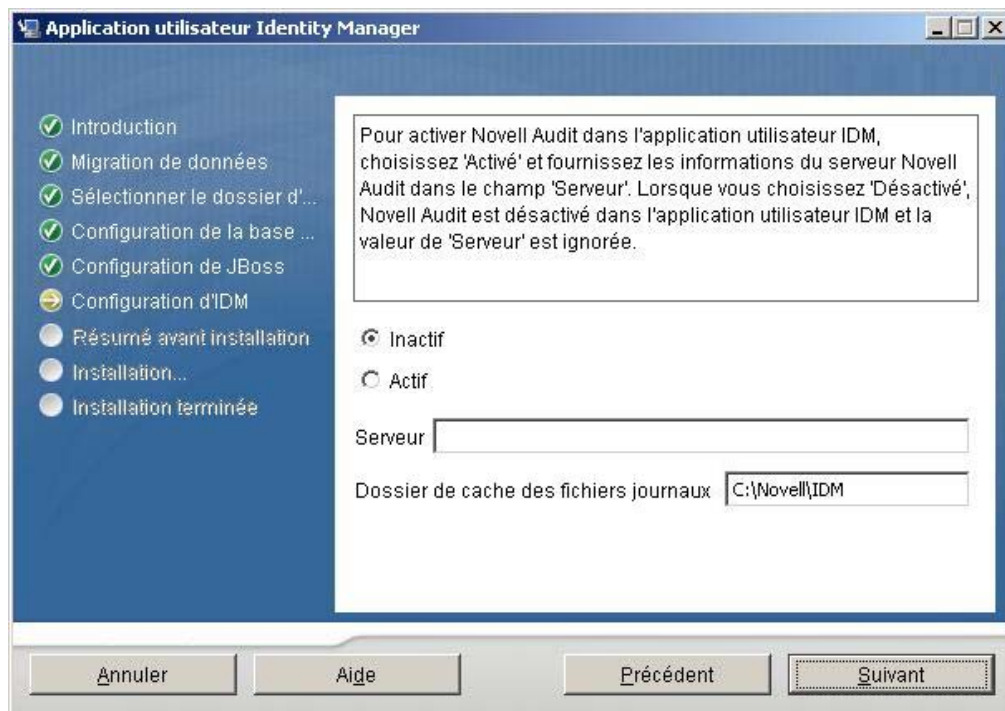 Application utilisateur Identity Manager
Introduction
Migration de données
Sélectionner le dossier d'...
Configuration de la base ...
Configuration de JBoss
Configuration d'IDM
Résumé avant installation
Installation...
Installation terminée
Pour activer Novell Audit dans l'application utilisateur IDM,
choisissez 'Activé' et fournissez les informations du serveur Novell
Audit dans le champ 'Serveur'. Lorsque vous choisissez 'Désactivé',
Novell Audit est désactivé dans l'application utilisateur IDM et la
valeur de 'Serveur' est ignorée.
Inactif
Actif
Serveur
Dossier de cache des fichiers journaux C:\Novell\IDM
Annuler
Aide
Précédent
Suivant